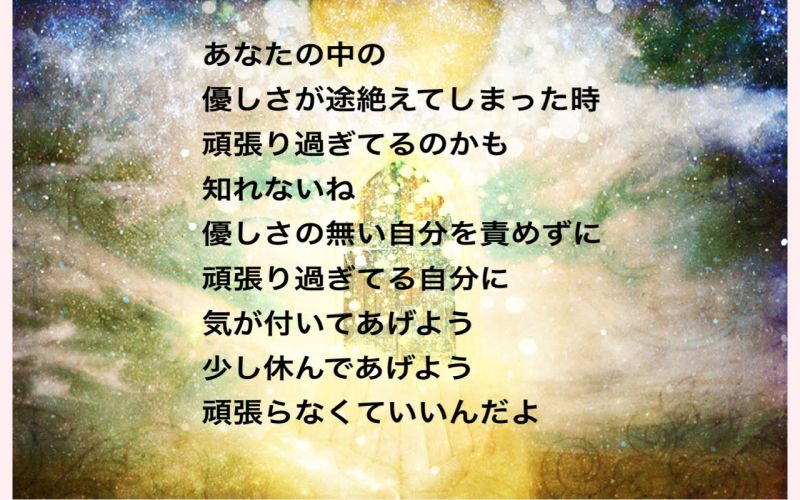 あなたの中の
優しさが途絶えてしまった時
頑張り過ぎてるのかも
知れないね
優しさの無い自分を責めずに
頑張り過ぎてる自分に
気が付いてあげよう
少し休んであげよう
頑張らなくていいんだよ